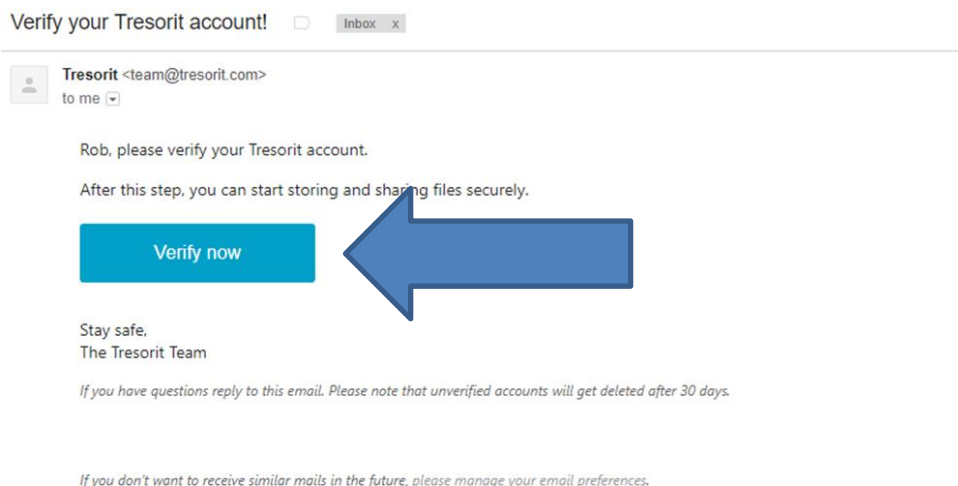 Verify your Tresorit account!
Inbox x
Tresorit <team@tresorit.com>
to me
Rob, please verify your Tresorit account.
After this step, you can start storing and sharing files securely.
Verify now
Stay safe,
The Tresorit Team
If you have questions reply to this email. Please note that unverified accounts will get deleted after 30 days.
If you don't want to receive similar mails in the future, please manage your email preferences.